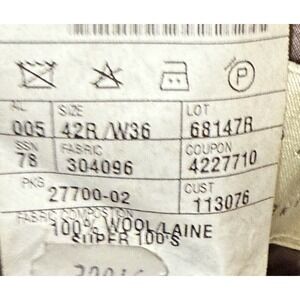 P
AL SIZE LOT
005 42R /W36 68147R
SSN FABRIC COUPON
78 304096 4227710
PKG 27700-02 CUST 113076
FABRIC COMPOSTION
100% WOOL/LAINE
SUPER 100'S